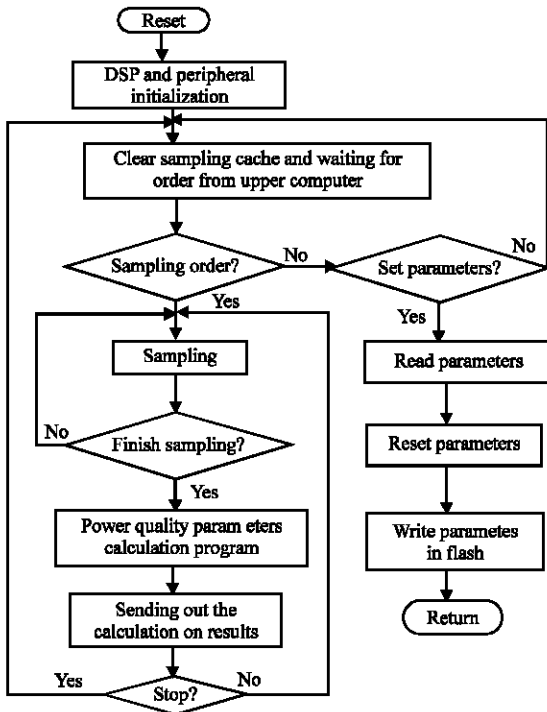 Reset
DSP and peripheral
initialization
Clear sampling cache and waiting for
order from upper computer
Sampling order?
No
Set parameters?
No
Yes
Yes
Sampling
Read parameters
No
Finish sampling?
Reset parameters
Yes
Power quality param eters
calculation program
Write parametes
in flash
Sending out the
calculation on results
Return
Yes
Stop?
No